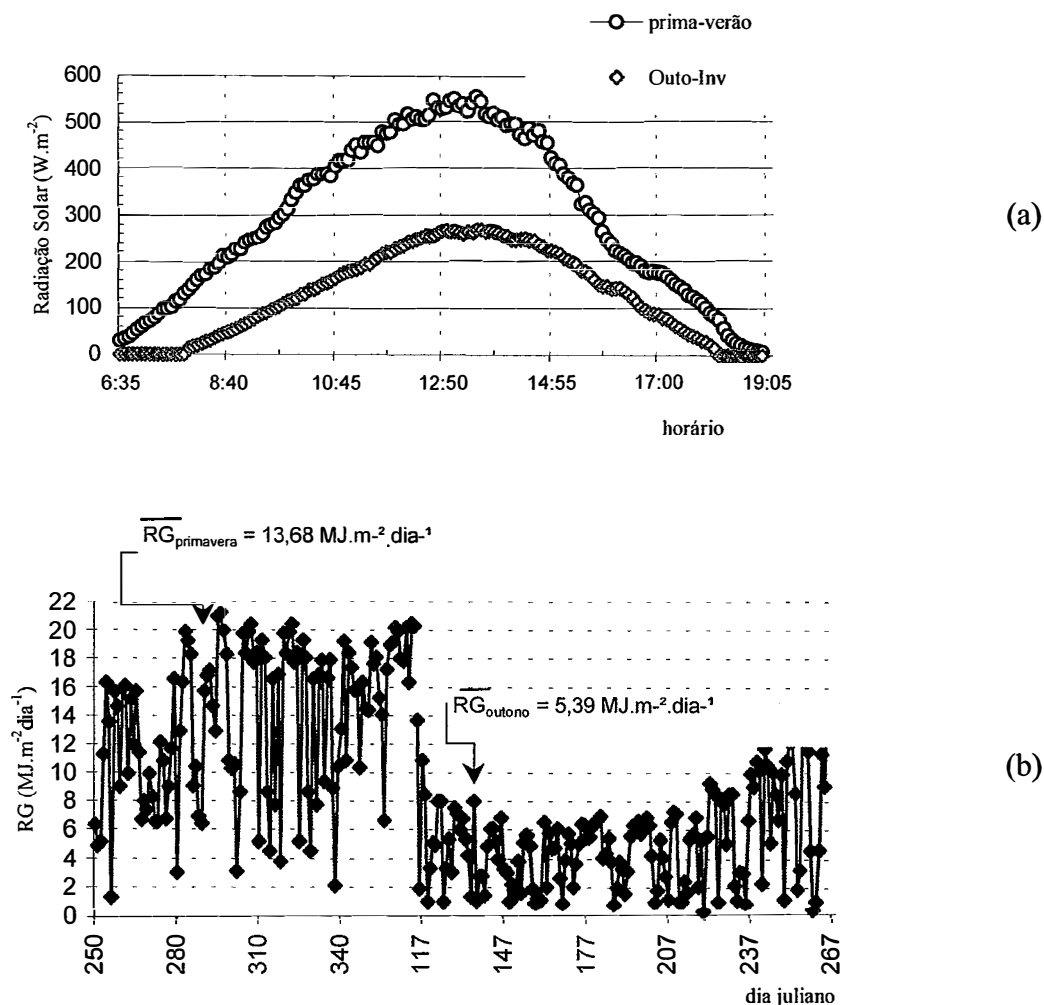 prima-verão
Outo-Inv
Radiação Solar (W.m-2)
600
500
400
300
200
100
0
6:35 8:40 10:45 12:50 14:55 17:00 19:05
horário
(a)
RGprimavera = 13,68 MJ.m-².dia-¹
RGoutono = 5,39 MJ.m-².dia-¹
RG (MJ.m-2dia-1)
22
20
18
16
14
12
10
8
6
4
2
0
250 280 310 340 117 147 177 207 237 267
dia juliano
(b)